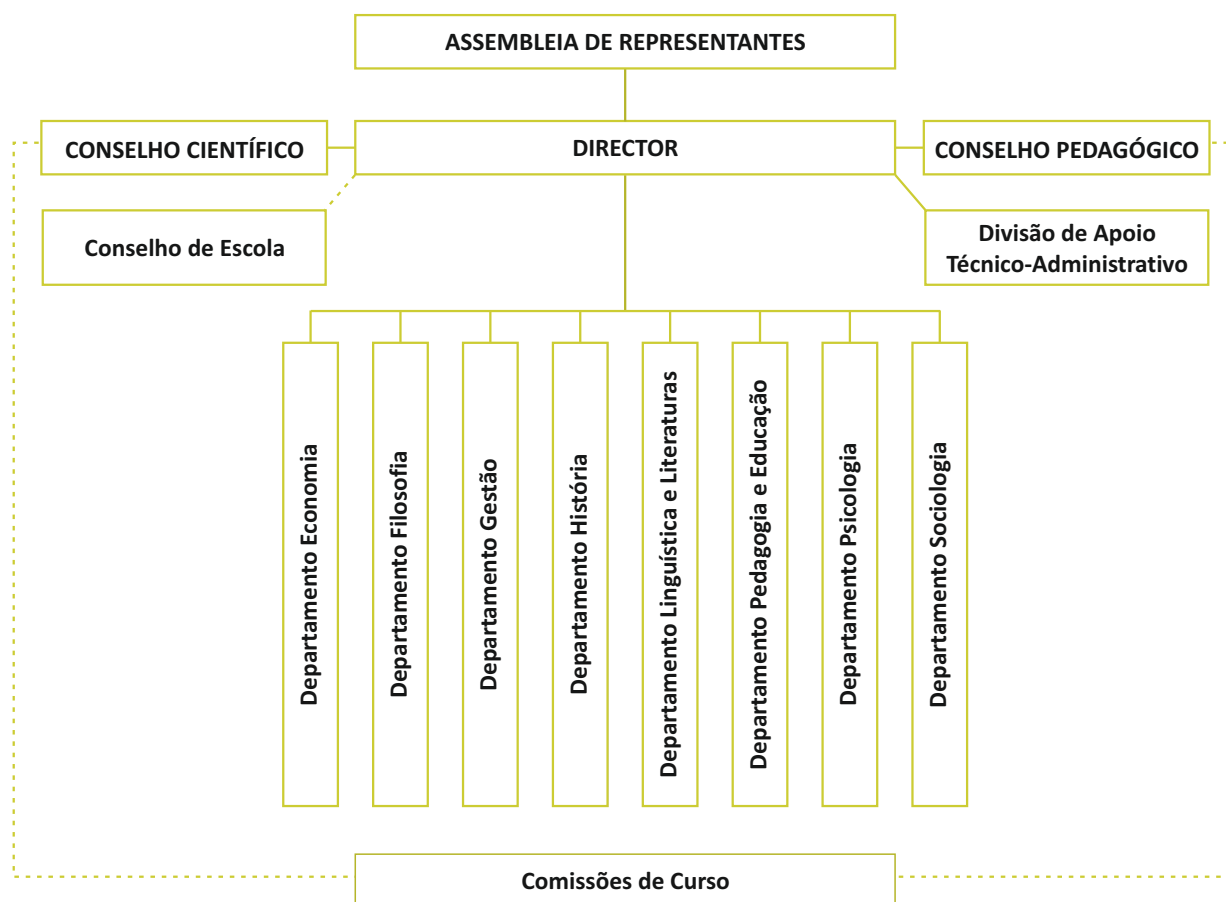 ASSEMBLEIA DE REPRESENTANTES
CONSELHO CIENTÍFICO
DIRECTOR
CONSELHO PEDAGÓGICO
Conselho de Escola
Divisão de Apoio
Técnico-Administrativo
Departamento Economia
Departamento Filosofia
Departamento Gestão
Departamento História
Departamento Linguística e Literaturas
Departamento Pedagogia e Educação
Departamento Psicologia
Departamento Sociologia
Comissões de Curso